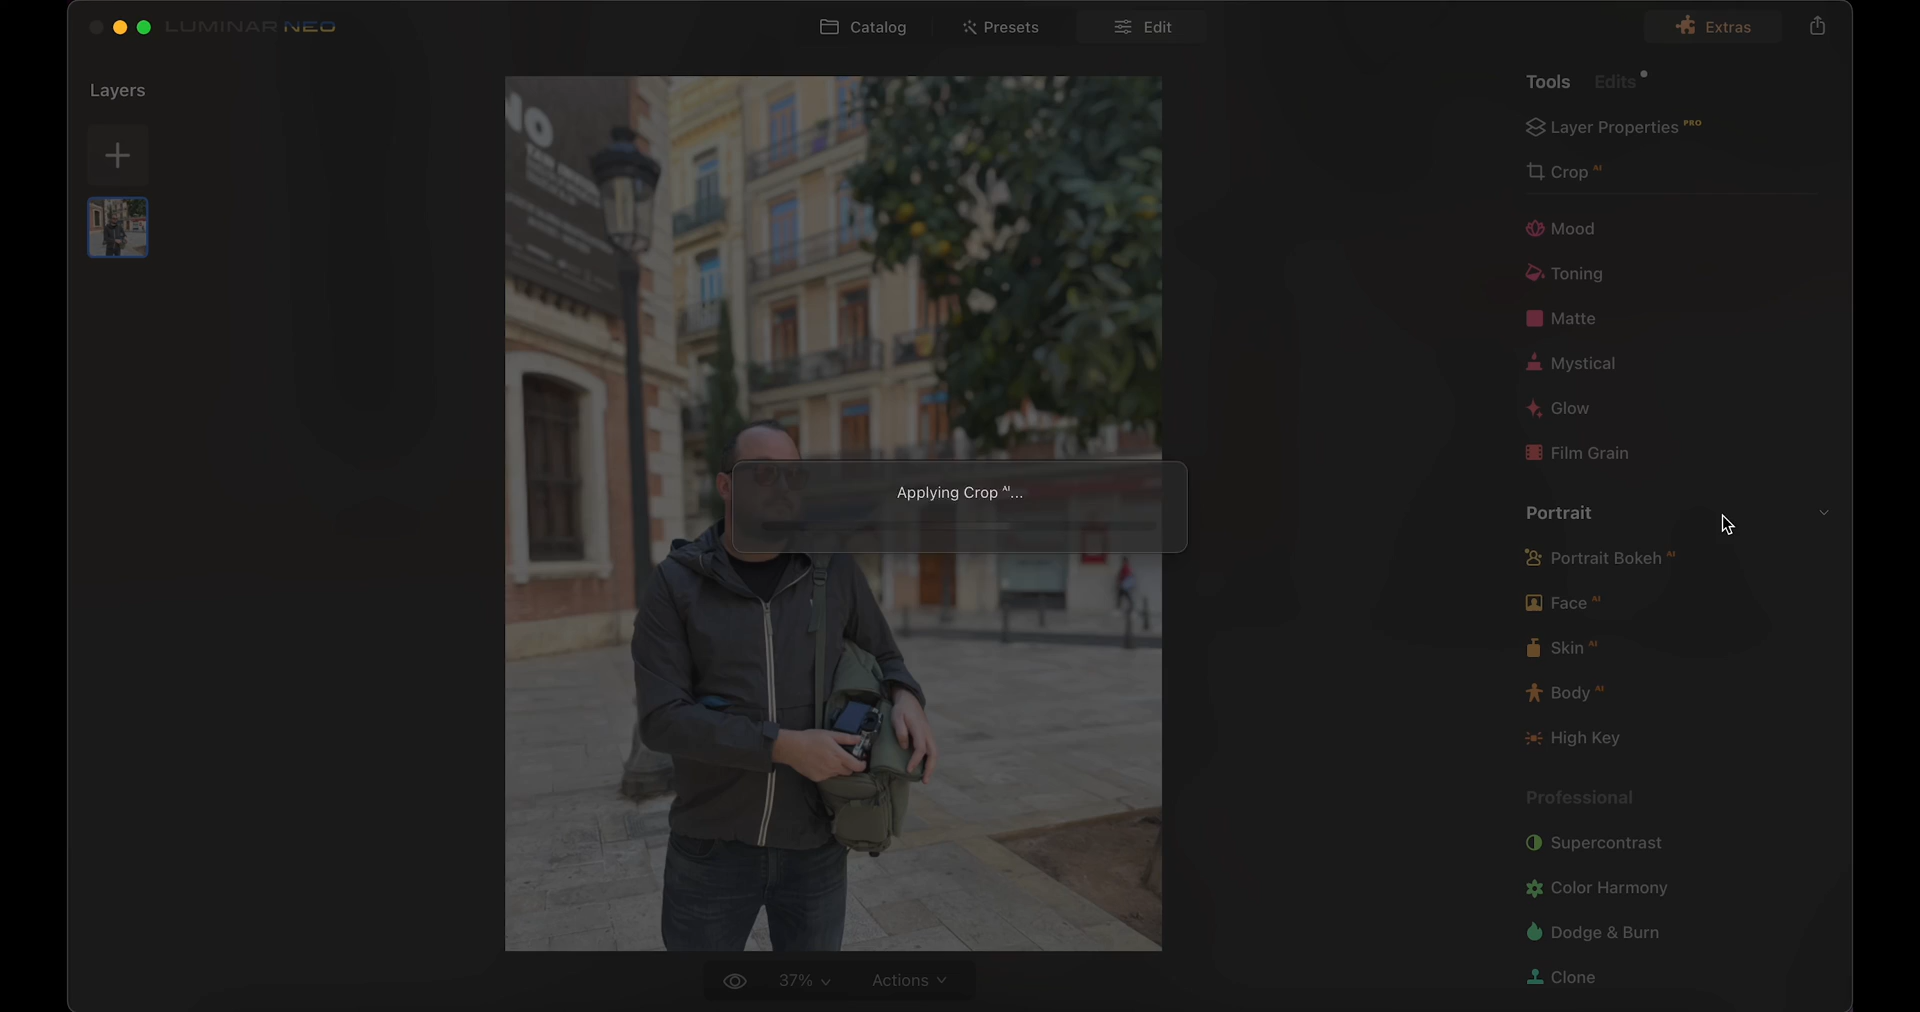 LUMINAR NEO
Catalog
Presets
Edit
Extras
Layers
Tools
Edits
Layer Properties PRO
Crop AI
Mood
Toning
Matte
Mystical
Glow
Film Grain
Portrait
Portrait Bokeh AI
Face AI
Skin AI
Body AI
High Key
Professional
Supercontrast
Color Harmony
Dodge & Burn
Clone
NO
Applying Crop AI...
37%
Actions